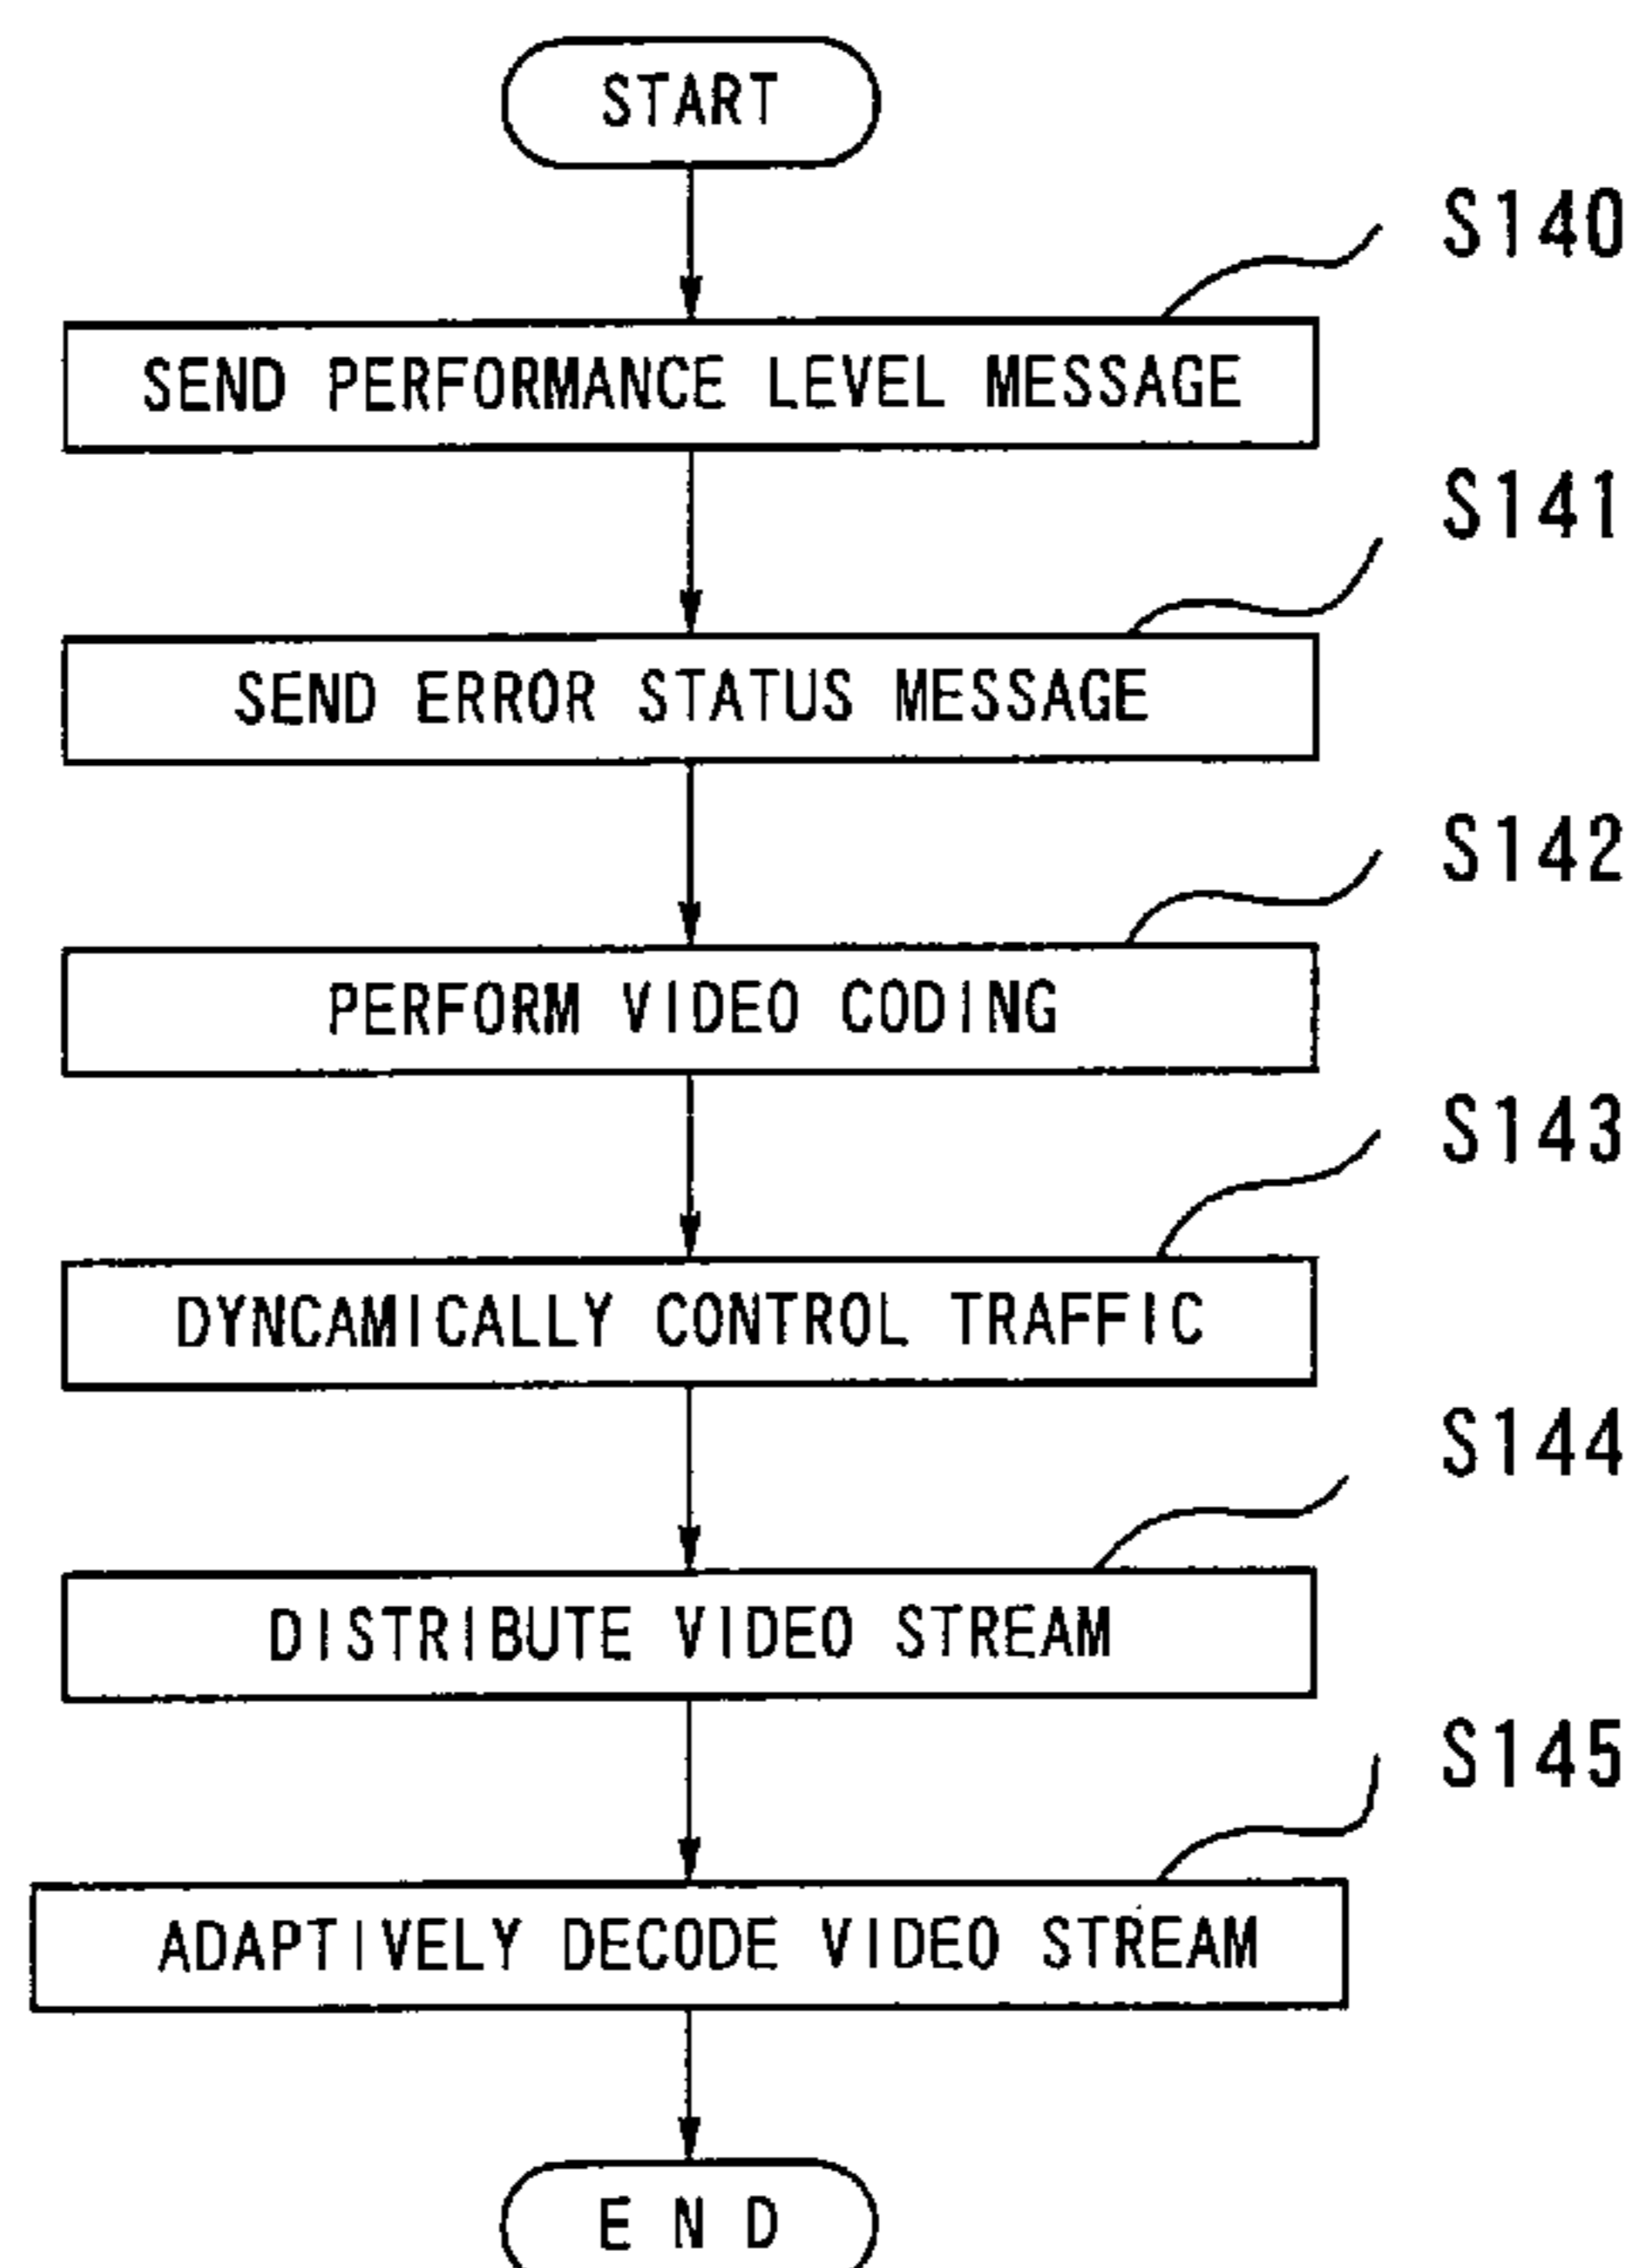 START
S140
SEND PERFORMANCE LEVEL MESSAGE
S141
SEND ERROR STATUS MESSAGE
S142
PERFORM VIDEO CODING
S143
DYNCAMICALLY CONTROL TRAFFIC
S144
DISTRIBUTE VIDEO STREAM
S145
ADAPTIVELY DECODE VIDEO STREAM
E N D